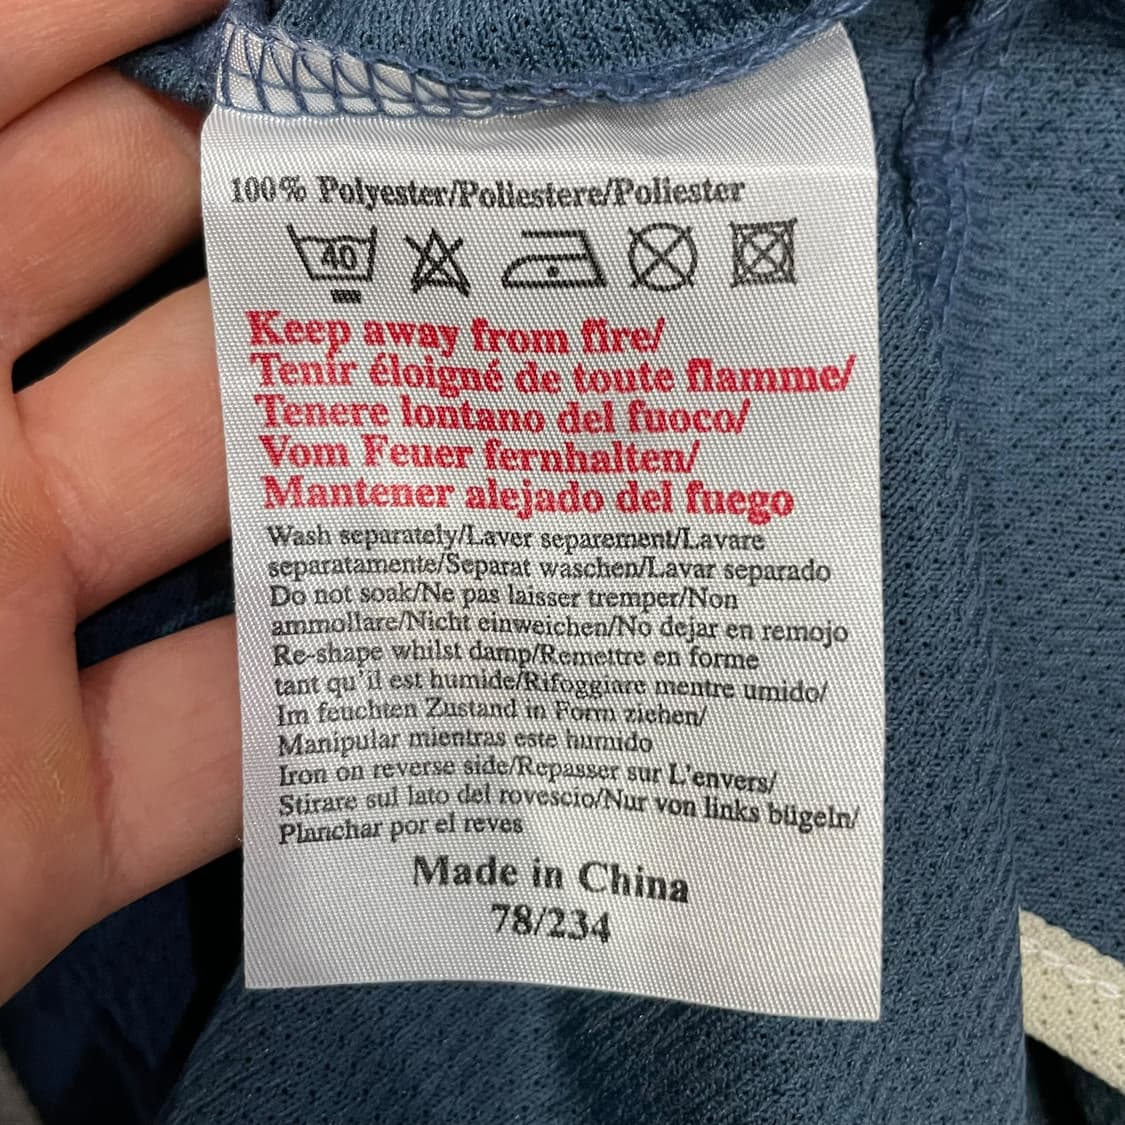 100% Polyester/Poliestere/Poliester
40
Keep away from fire/
Tenir éloigné de toute flamme/
Tenere lontano del fuoco/
Vom Feuer fernhalten/
Mantener alejado del fuego
Wash separately/Laver separement/Lavare
separatamente/Separat waschen/Lavar separado
Do not soak/Ne pas laisser tremper/Non
ammollare/Nicht einweichen/No dejar en remojo
Re-shape whilst damp/Remettre en forme
tant qu'il est humide/Rifoggiare mentre umido/
Im feuchten Zustand in Form ziehen/
Manipular mientras este humido
Iron on reverse side/Repasser sur L'envers/
Stirare sul lato del rovescio/Nur von links bügeln/
Planchar por el reves
Made in China
78/234